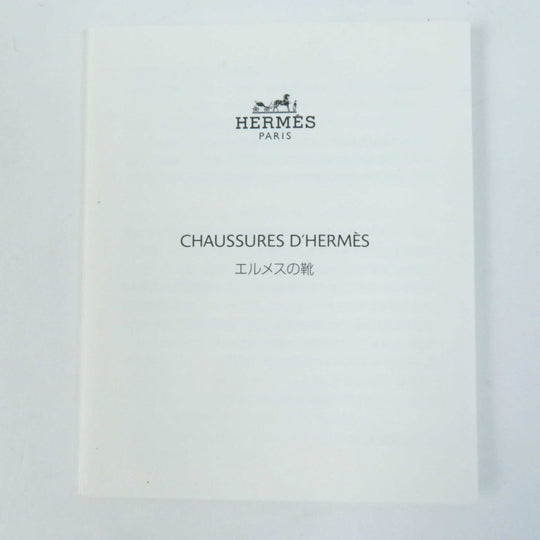 HERMÈS
PARIS
CHAUSSURES D'HERMÈS
エルメスの靴